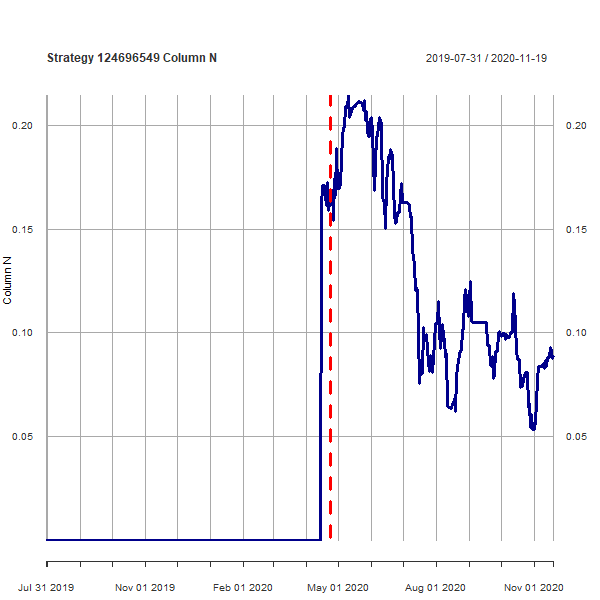 Strategy 124696549 Column N
2019-07-31 / 2020-11-19
0.20
0.20
0.15
0.15
0.10
0.10
0.05
0.05
Column N
Jul 31 2019
Nov 01 2019
Feb 01 2020
May 01 2020
Aug 01 2020
Nov 01 2020